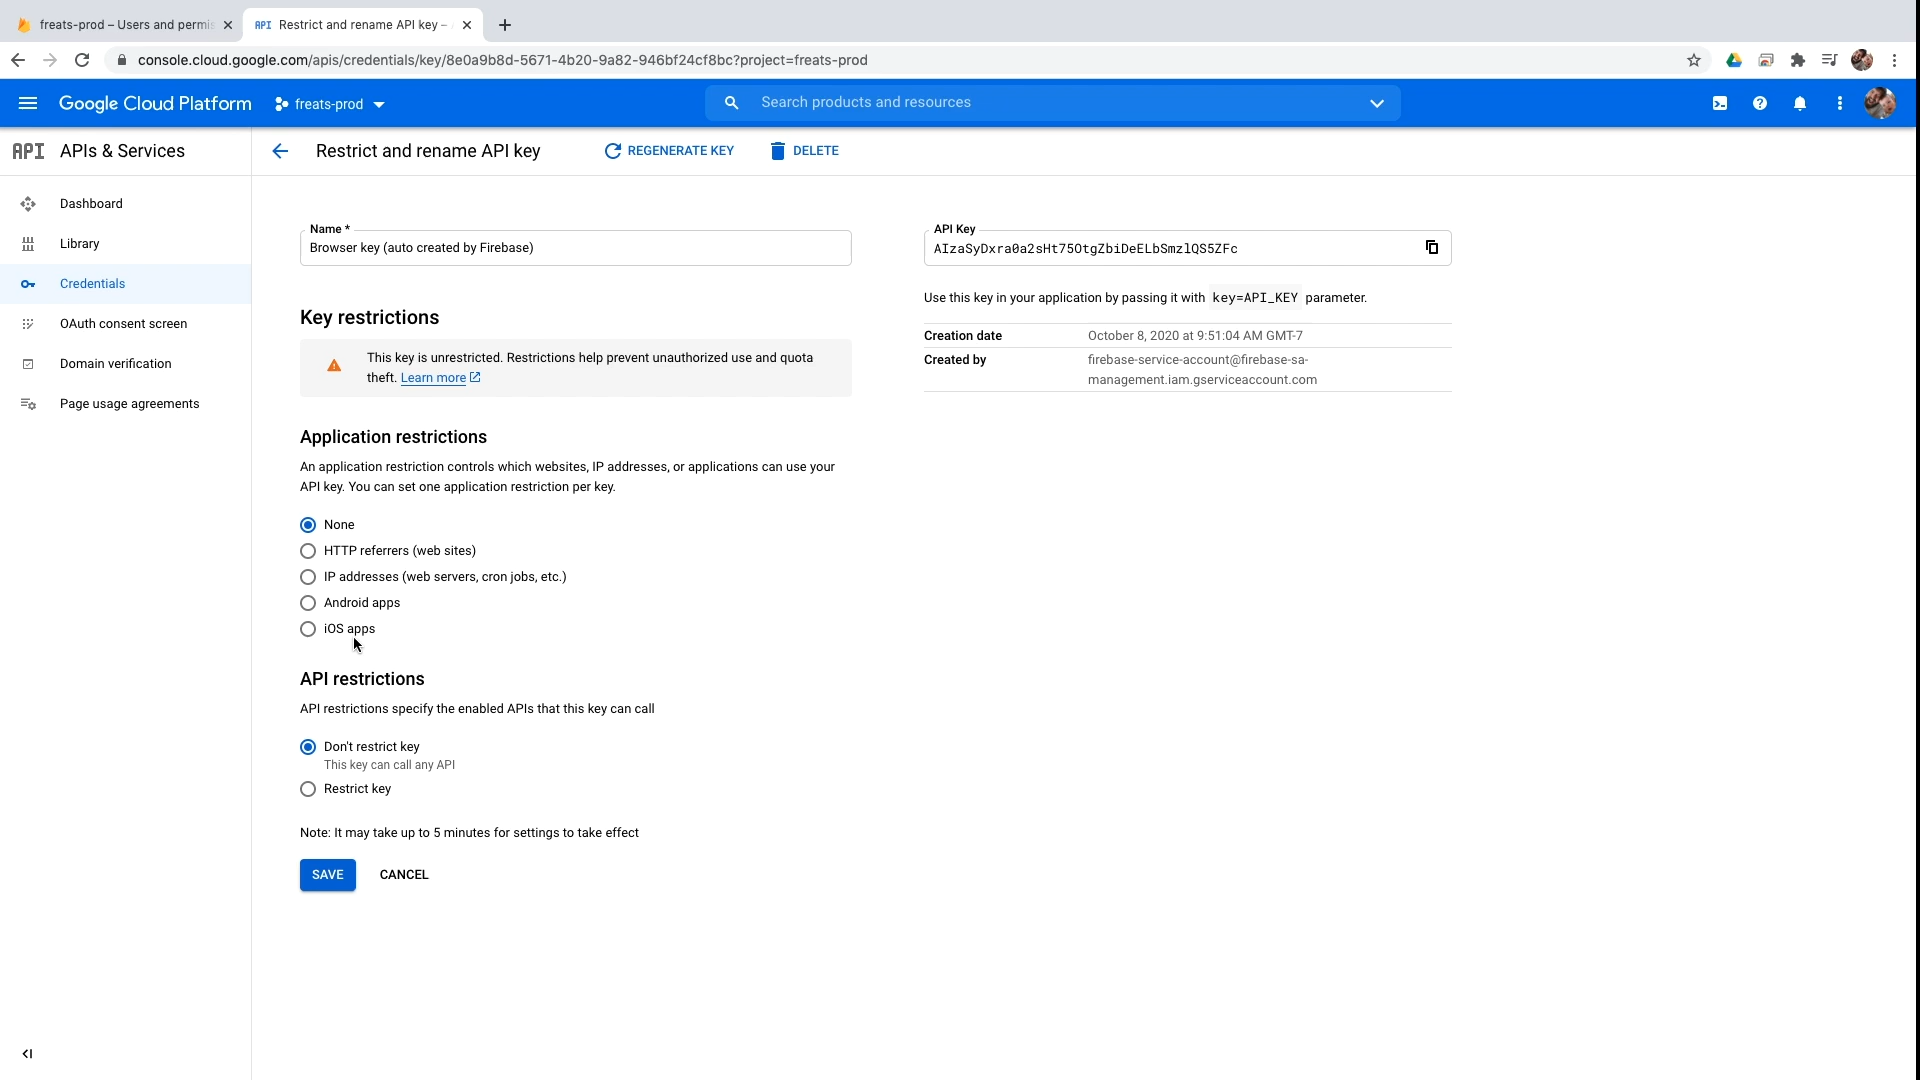 freats-prod – Users and permis
API Restrict and rename API key –
console.cloud.google.com/apis/credentials/key/8e0a9b8d-5671-4b20-9a82-946bf24cf8bc?project=freats-prod
Google Cloud Platform
freats-prod
Search products and resources
API APIs & Services
Restrict and rename API key
REGENERATE KEY
DELETE
Dashboard
Library
Credentials
OAuth consent screen
Domain verification
Page usage agreements
Name *
Browser key (auto created by Firebase)
Key restrictions
This key is unrestricted. Restrictions help prevent unauthorized use and quota
theft. Learn more
Application restrictions
An application restriction controls which websites, IP addresses, or applications can use your
API key. You can set one application restriction per key.
None
HTTP referrers (web sites)
IP addresses (web servers, cron jobs, etc.)
Android apps
iOS apps
API restrictions
API restrictions specify the enabled APIs that this key can call
Don't restrict key
This key can call any API
Restrict key
Note: It may take up to 5 minutes for settings to take effect
SAVE
CANCEL
API Key
AIzaSyDxra0a2sHt75OtgZbiDeELbSmzlQS5ZFc
Use this key in your application by passing it with key=API_KEY parameter.
Creation date
October 8, 2020 at 9:51:04 AM GMT-7
Created by
firebase-service-account@firebase-sa-
management.iam.gserviceaccount.com